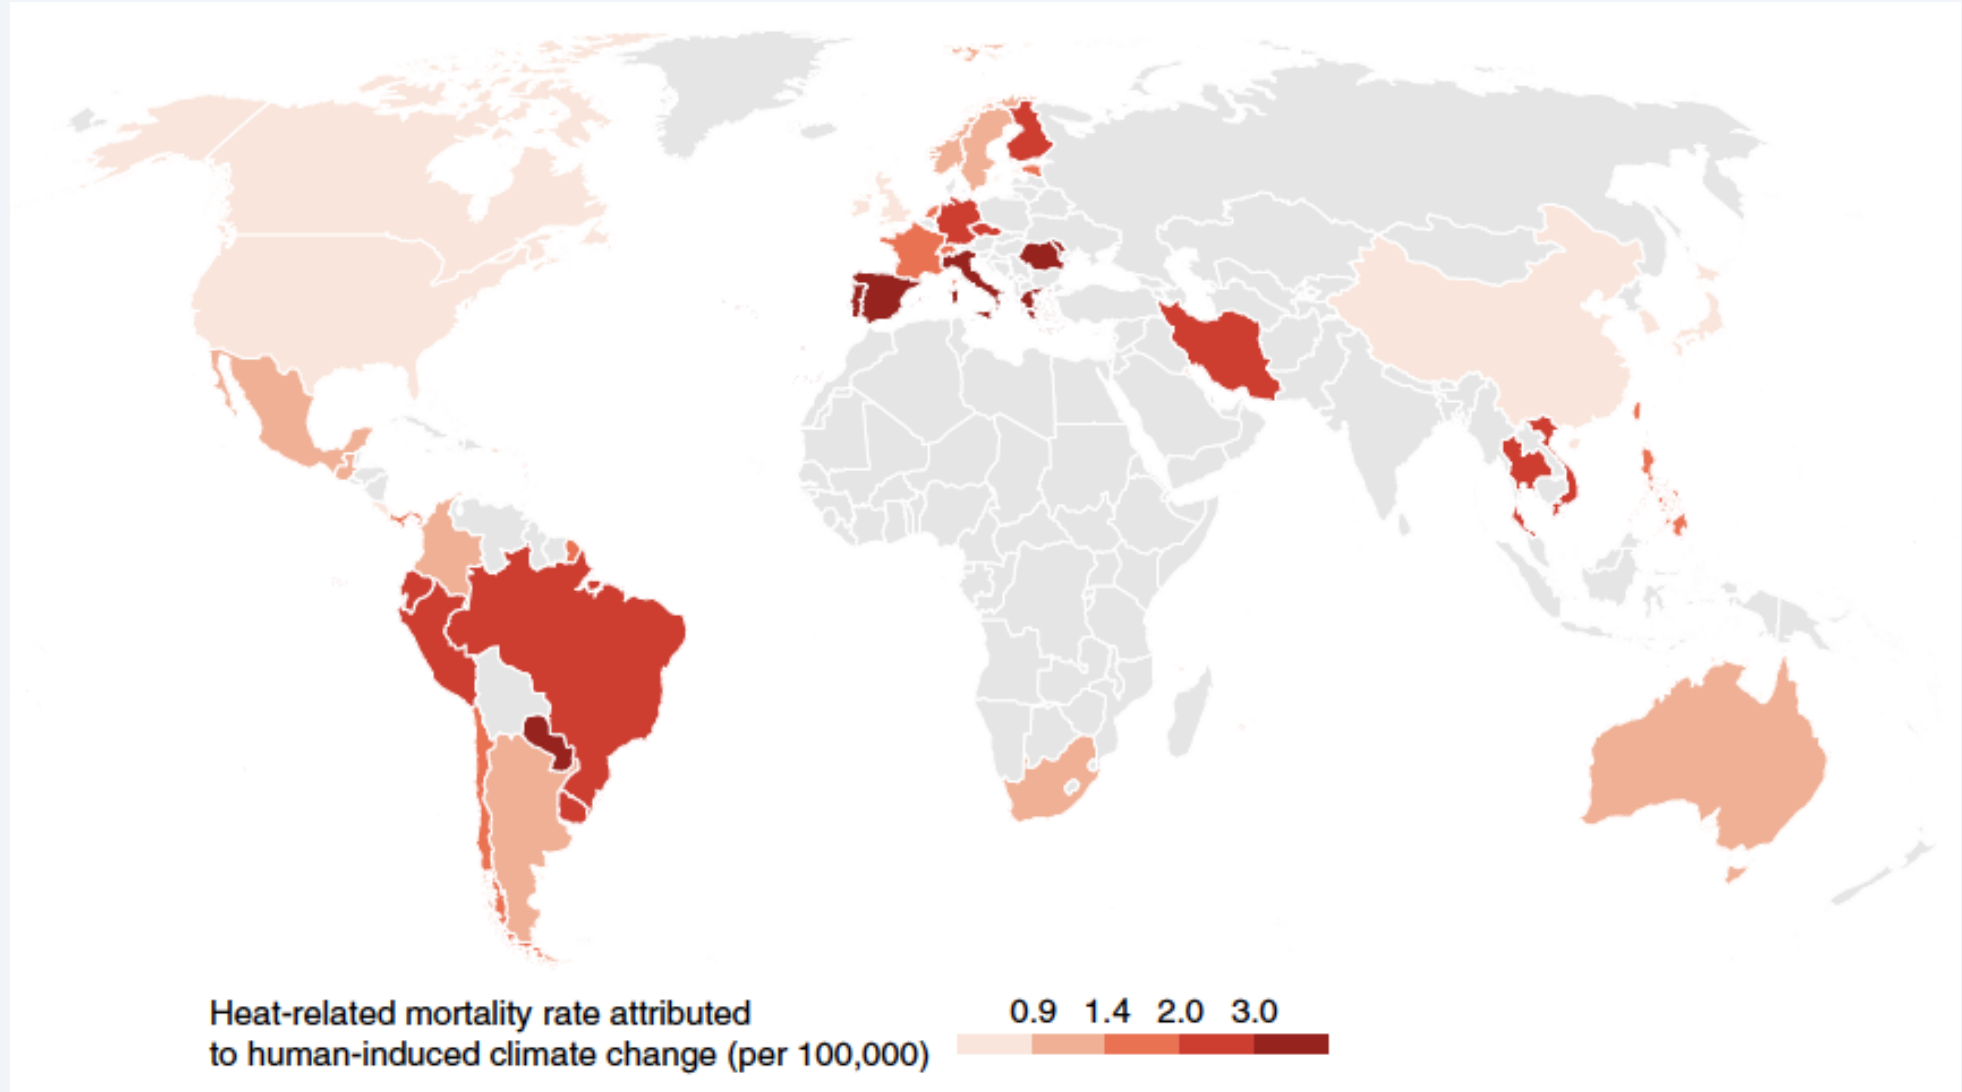 Heat-related mortality rate attributed
to human-induced climate change (per 100,000)
0.9 1.4 2.0 3.0